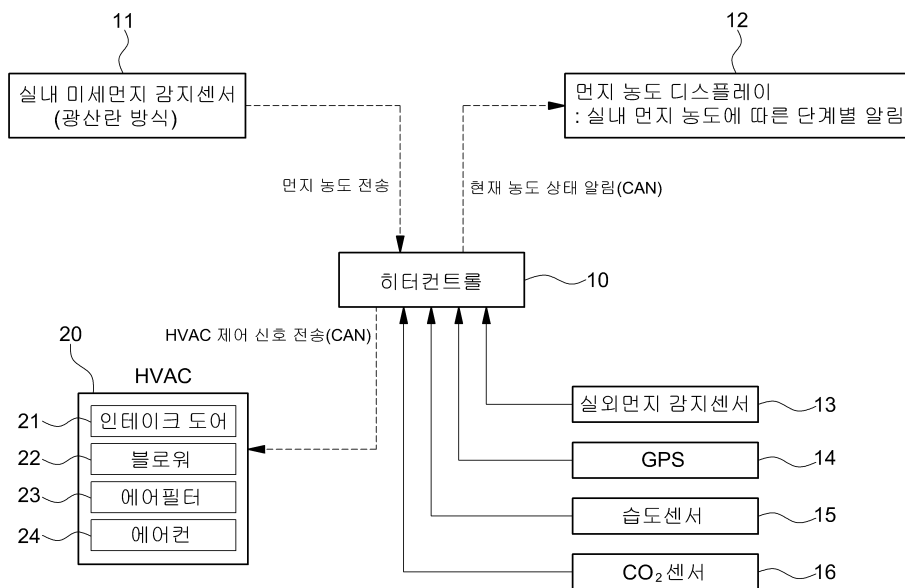 11
12
실내 미세먼지 감지센서
(광산란 방식)
먼지 농도 디스플레이
: 실내 먼지 농도에 따른 단계별 알림
먼지 농도 전송
현재 농도 상태 알림(CAN)
히터컨트롤
10
HVAC 제어 신호 전송(CAN)
20
HVAC
21
인테이크 도어
22
블로워
23
에어필터
24
에어컨
실외먼지 감지센서
13
GPS
14
습도센서
15
CO₂ 센서
16